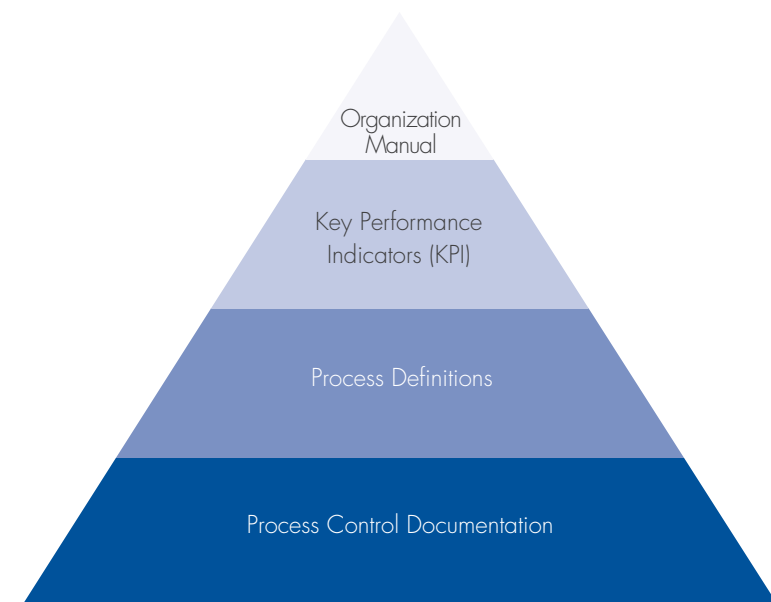 Organization
Manual
Key Performance
Indicators (KPI)
Process Definitions
Process Control Documentation